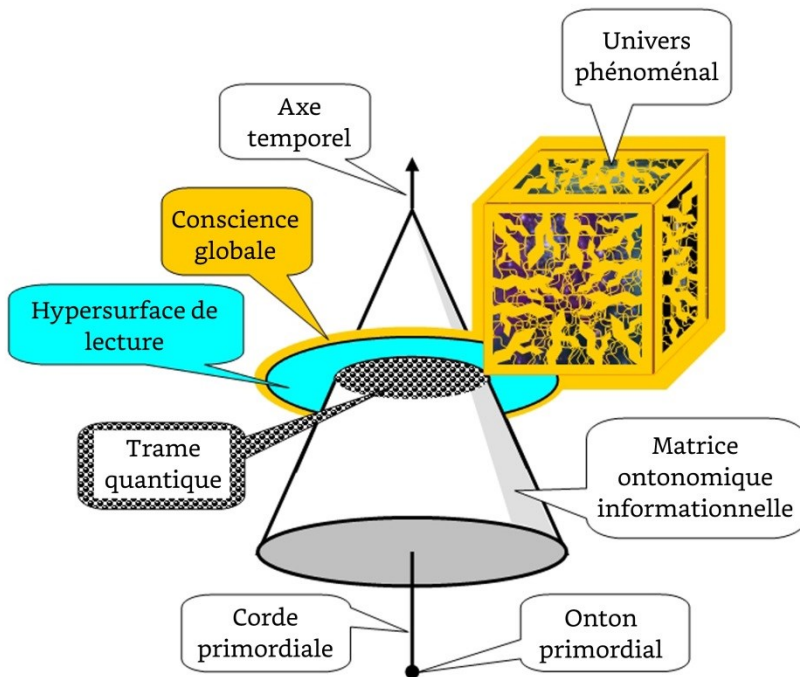 Univers
phénoménal
Axe
temporel
Conscience
globale
Hypersurface de
lecture
Trame
quantique
Matrice
ontonomique
informationnelle
Corde
primordiale
Onton
primordial